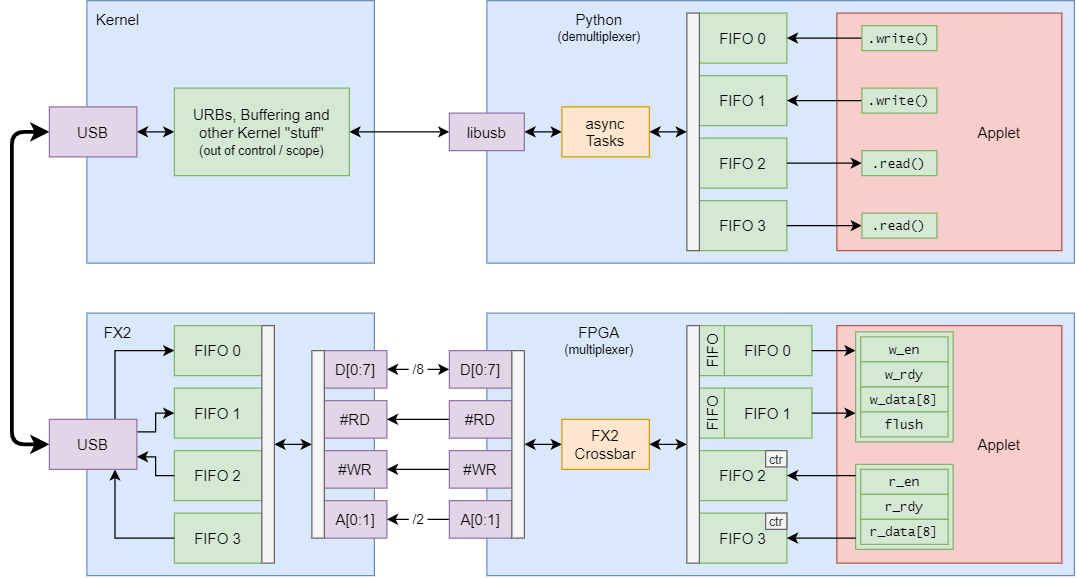 Kernel
USB
URBs, Buffering and
other Kernel "stuff"
(out of control / scope)
Python
(demultiplexer)
libusb
async
Tasks
FIFO 0
FIFO 1
FIFO 2
FIFO 3
.write()
.write()
.read()
.read()
Applet
FX2
USB
FIFO 0
FIFO 1
FIFO 2
FIFO 3
D[0:7]
#RD
#WR
A[0:1]
/8
/2
FPGA
(multiplexer)
D[0:7]
#RD
#WR
A[0:1]
FX2
Crossbar
FIFO
FIFO 0
FIFO
FIFO 1
ctr
FIFO 2
ctr
FIFO 3
w_en
w_rdy
w_data[8]
flush
r_en
r_rdy
r_data[8]
Applet